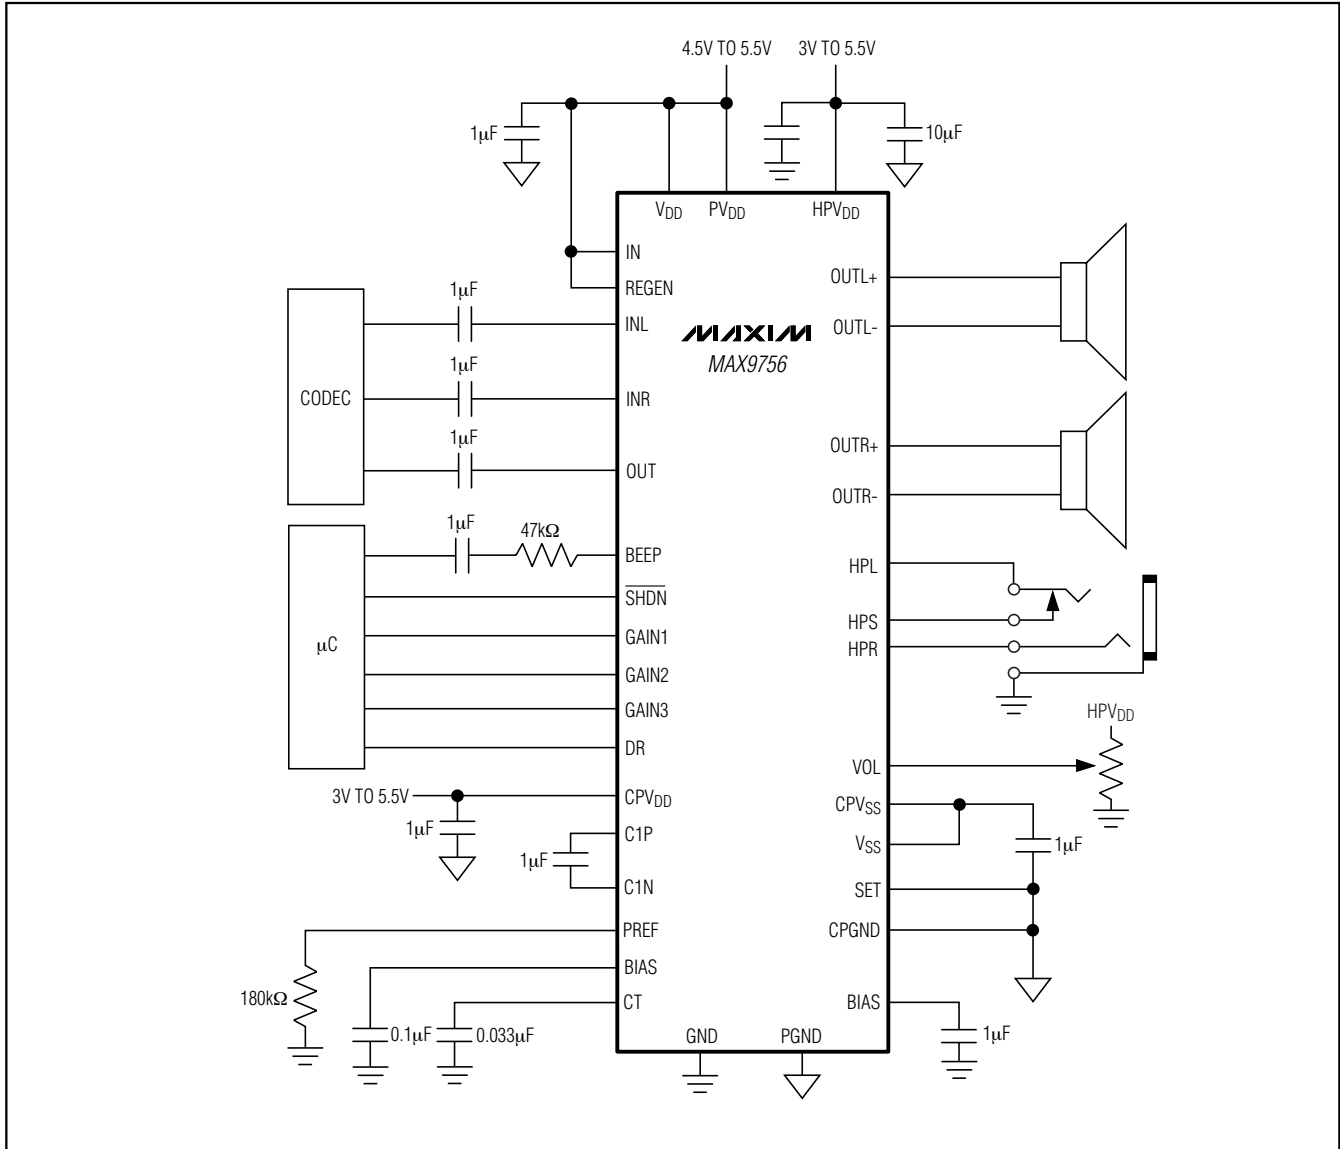 4.5V TO 5.5V 3V TO 5.5V
1µF
10µF
VDD PVDD HPVDD
IN
REGEN
OUTL+
1µF
INL
OUTL-
MAXIM
MAX9756
1µF
CODEC
INR
1µF
OUTR+
OUT
OUTR-
1µF
47kΩ
BEEP
HPL
SHDN
HPS
µC
GAIN1
HPR
GAIN2
GAIN3
HPVDD
DR
VOL
3V TO 5.5V
CPVDD
CPVSS
1µF
C1P
VSS
1µF
1µF
C1N
SET
PREF
CPGND
BIAS
180kΩ
CT
BIAS
0.1µF
0.033µF
GND
PGND
1µF